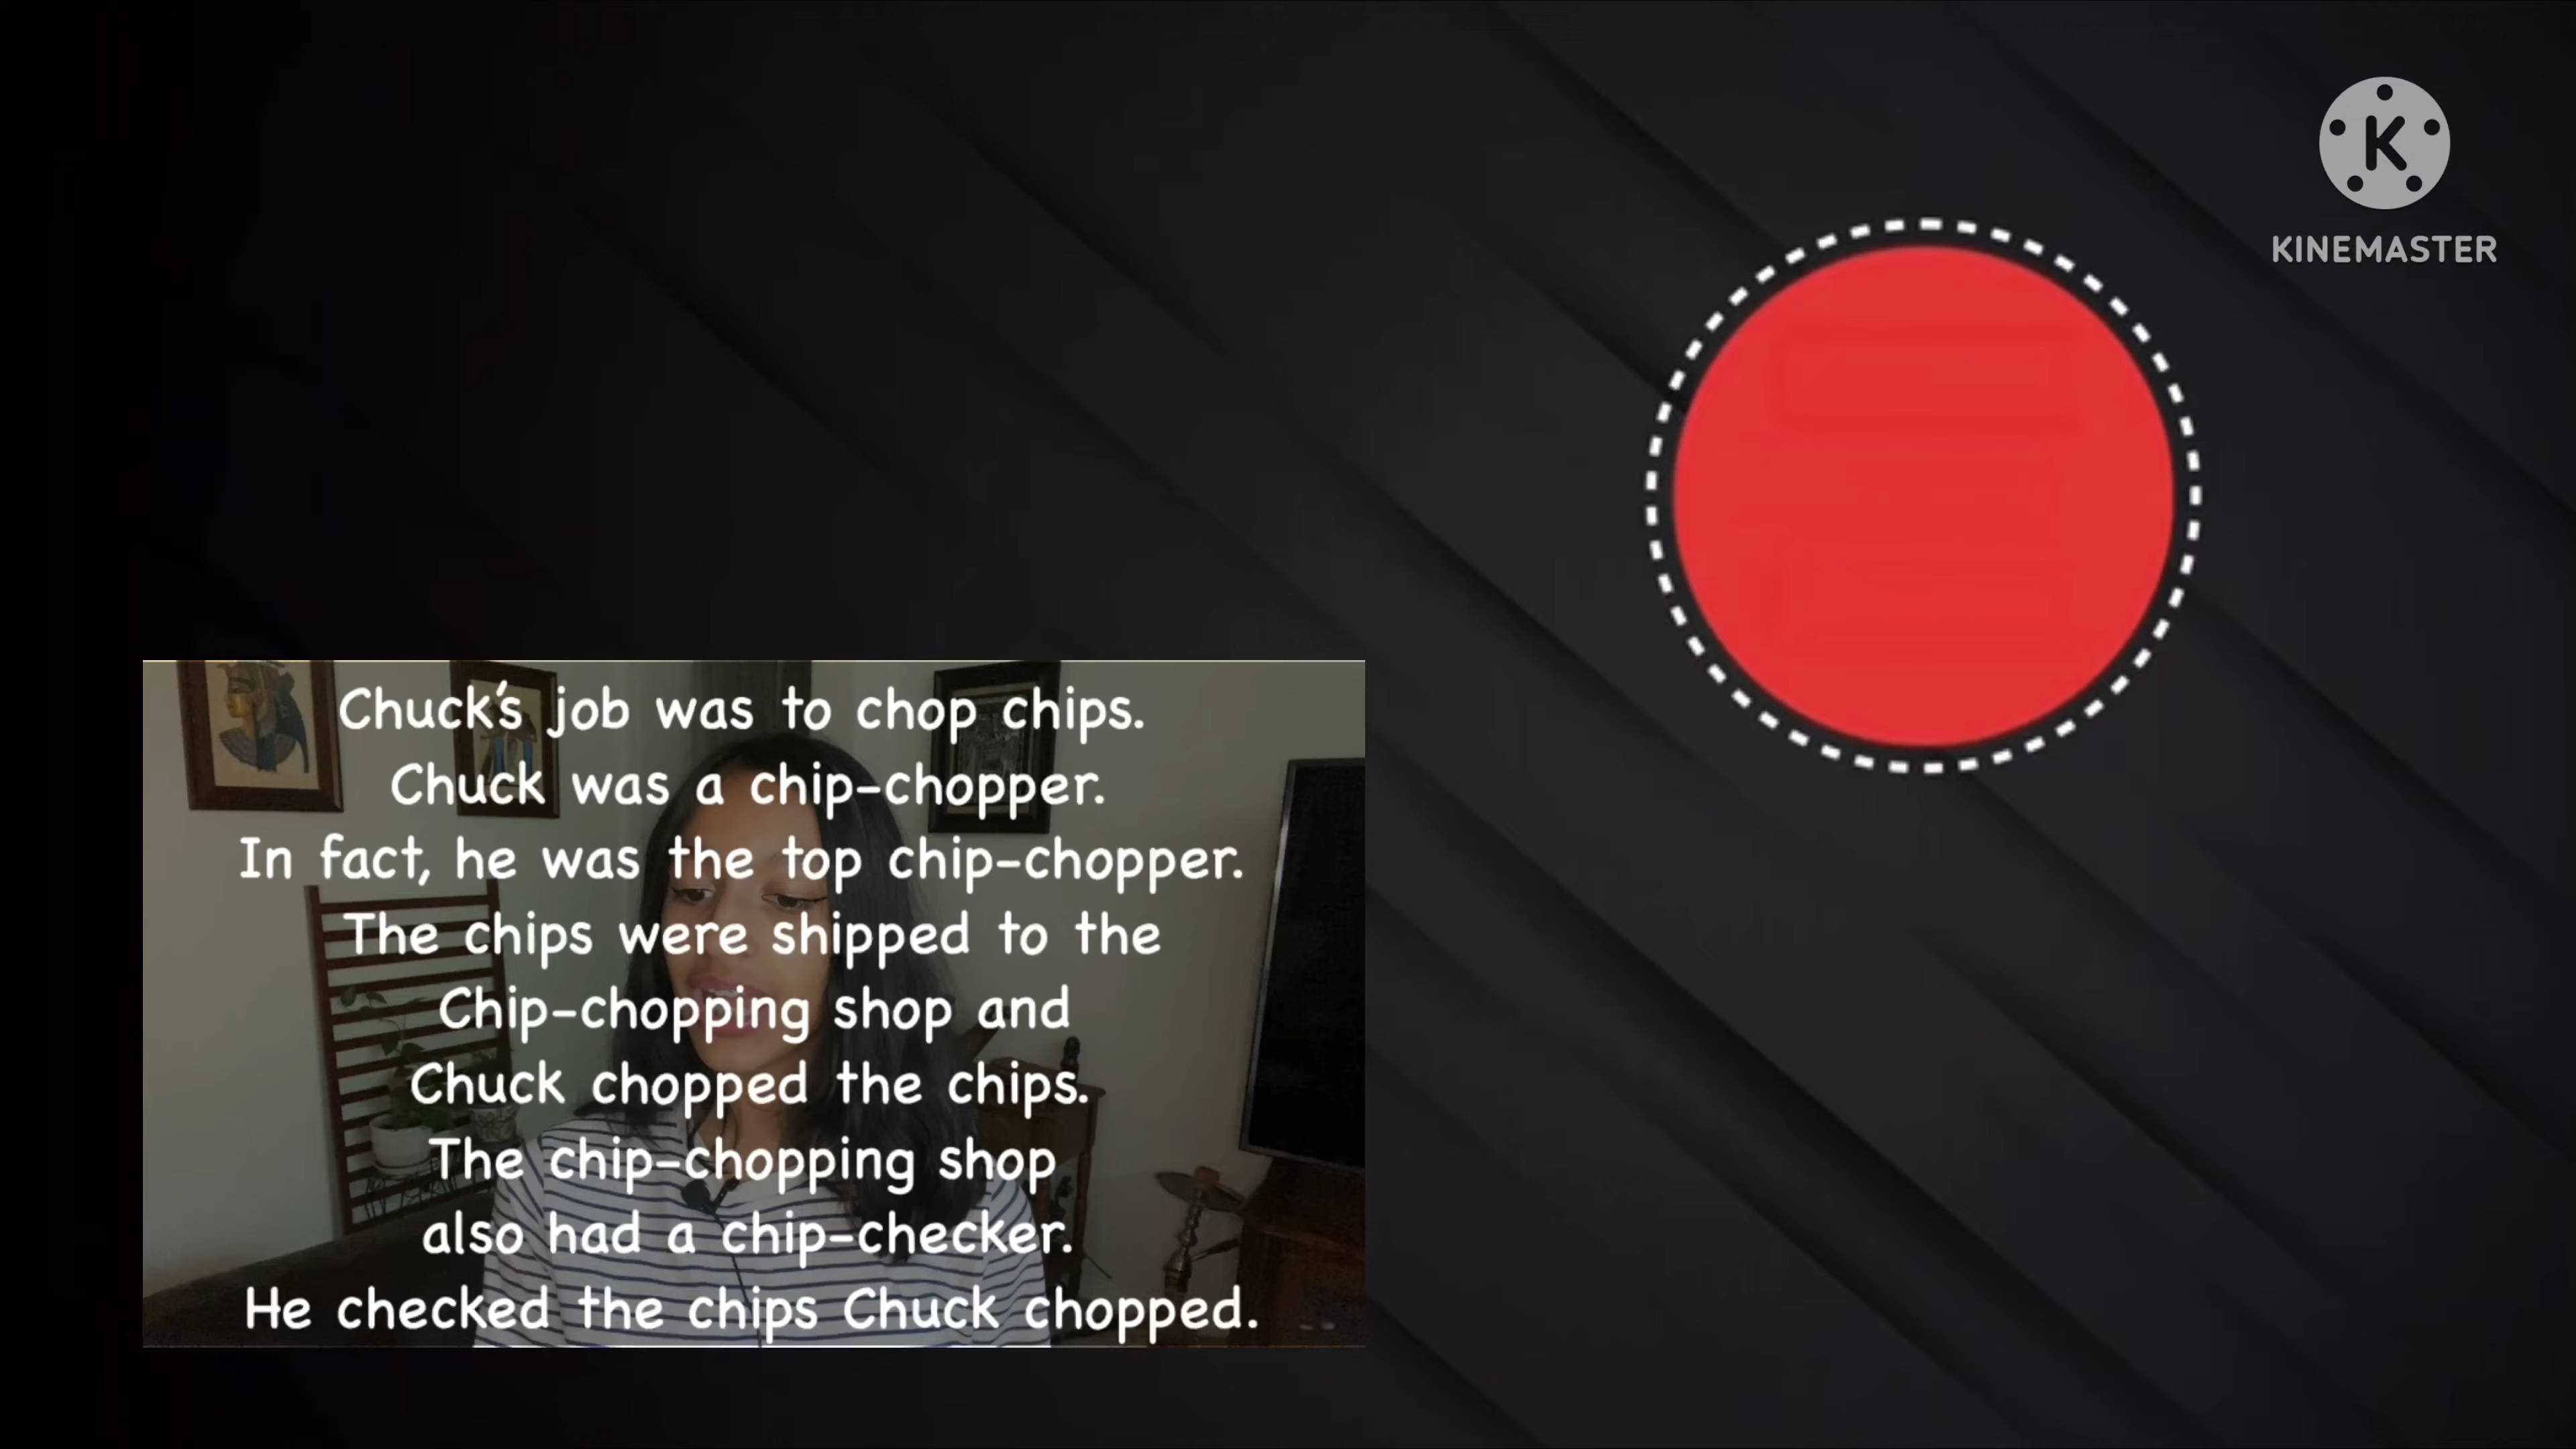 K
KINEMASTER
Chuck's job was to chop chips.
Chuck was a chip-chopper.
In fact, he was the top chip-chopper.
The chips were shipped to the
Chip-chopping shop and
Chuck chopped the chips.
The chip-chopping shop
also had a chip-checker.
He checked the chips Chuck chopped.